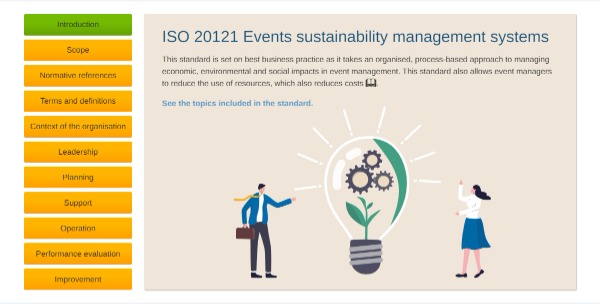 Introduction
Scope
Normative references
Terms and definitions
Context of the organisation
Leadership
Planning
Support
Operation
Performance evaluation
Improvement
ISO 20121 Events sustainability management systems
This standard is set on best business practice as it takes an organised, process-based approach to managing
economic, environmental and social impacts in event management. This standard also allows event managers
to reduce the use of resources, which also reduces costs.
See the topics included in the standard.